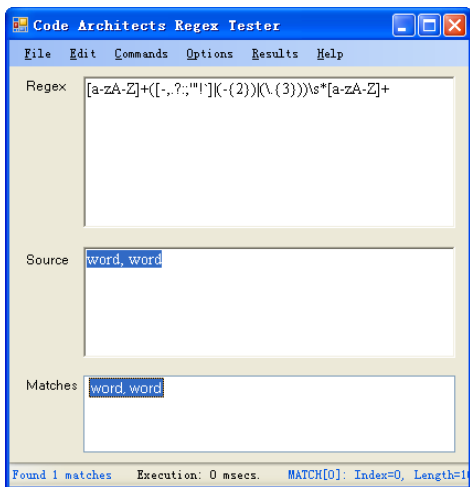 Code Architects Regex Tester
File Edit Commands Options Results Help
Regex
[a-zA-Z]+([-,.?:;'"!`]|(-{2})|(\.{3}))\s*[a-zA-Z]+
Source
word, word
Matches
word, word
Found 1 matches Execution: 0 msecs. MATCH[0]: Index=0, Length=10